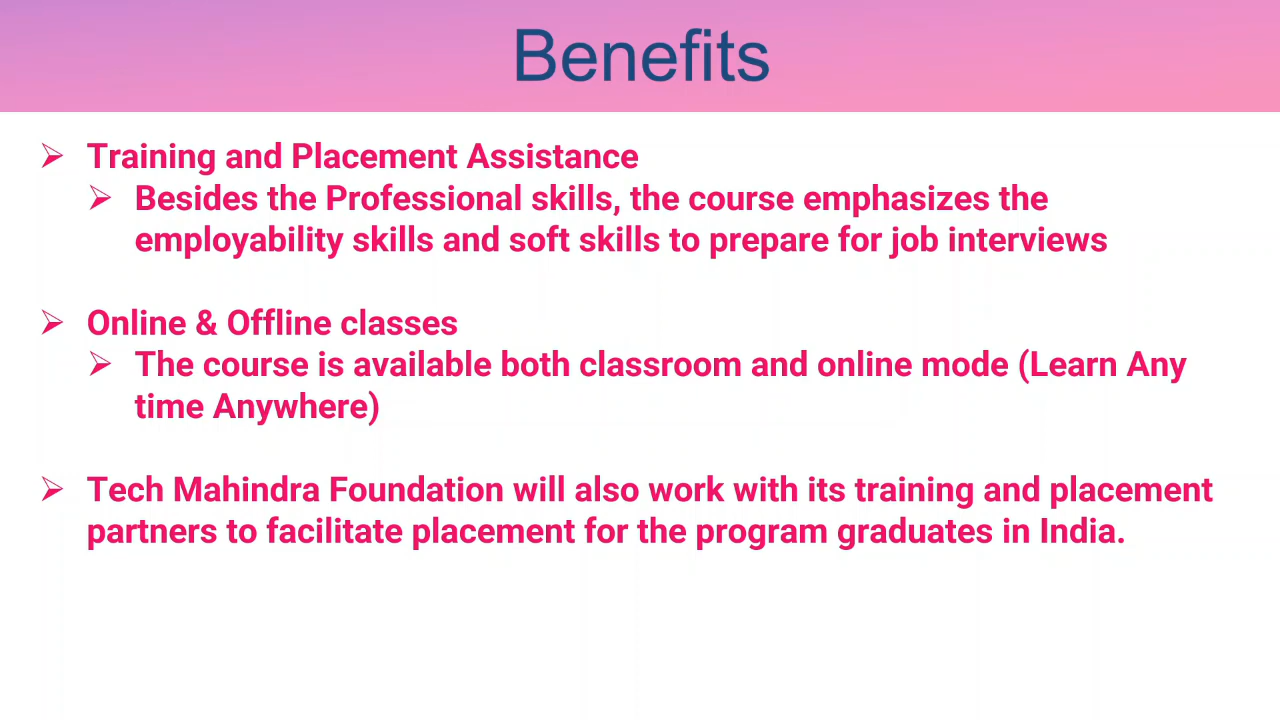 Benefits
Training and Placement Assistance
Besides the Professional skills, the course emphasizes the
employability skills and soft skills to prepare for job interviews
Online & Offline classes
The course is available both classroom and online mode (Learn Any
time Anywhere)
Tech Mahindra Foundation will also work with its training and placement
partners to facilitate placement for the program graduates in India.